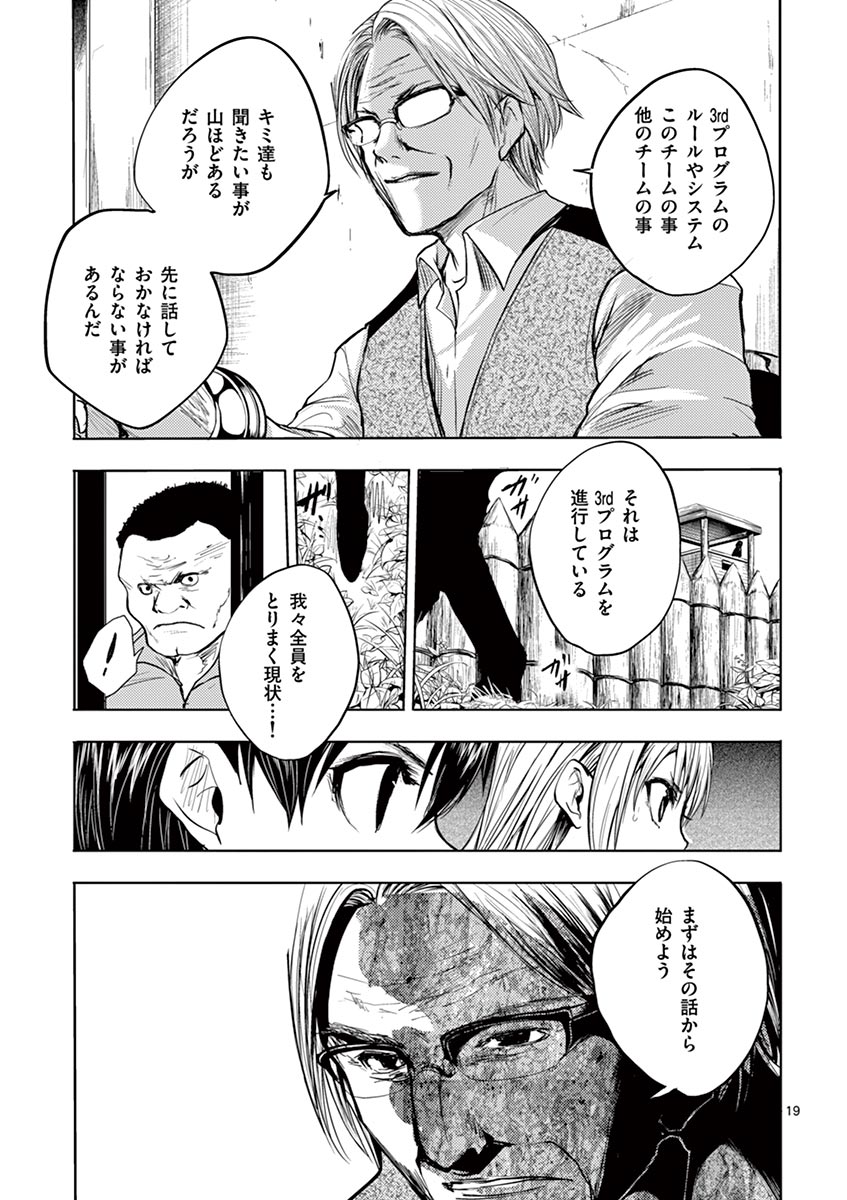 3rdプログラムの
ルールやシステム
このチームの事
他のチームの事
キミ達も
聞きたい事が
山ほどある
だろうが
先に話して
おかなければ
ならない事が
あるんだ
それは
3rdプログラムを
進行している
ガサ
ガサ
我々全員を
とりまく現状…！
！
まずはその話から
始めよう
19